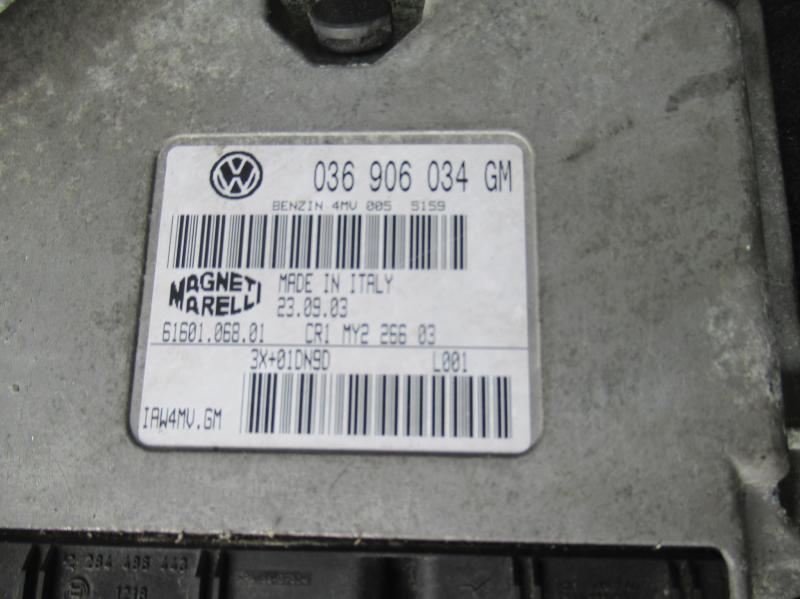 036 906 034 GM
BENZIN 4MV 005 5159
MAGNETI MARELLI
MADE IN ITALY
23.09.03
61601.068.01 CR1 MY2 266 03
3X+01DN9D L001
IAW4MV.GM
1218